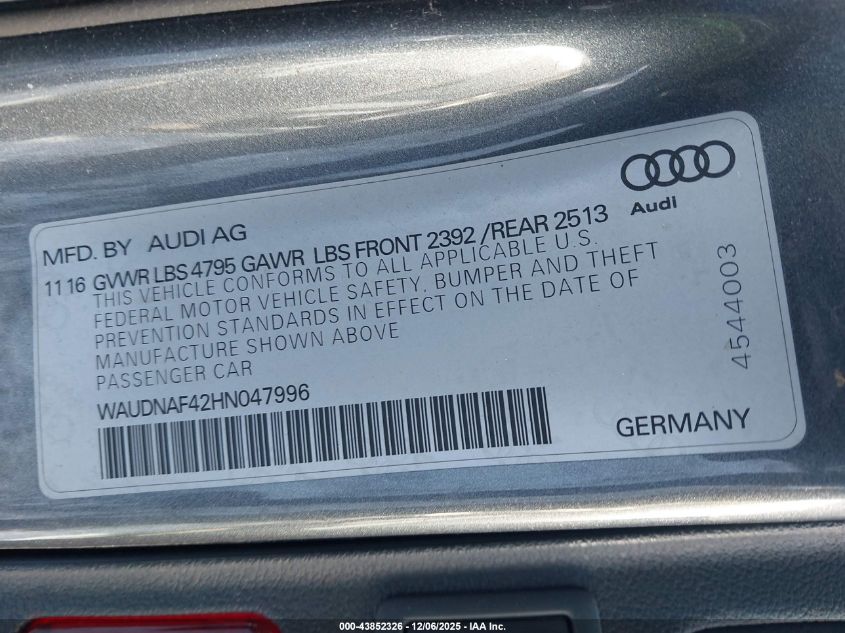 Audi
MFD. BY AUDI AG
11 16 GVWR LBS 4795 GAWR LBS FRONT 2392 /REAR 2513
THIS VEHICLE CONFORMS TO ALL APPLICABLE U.S.
FEDERAL MOTOR VEHICLE SAFETY, BUMPER AND THEFT
PREVENTION STANDARDS IN EFFECT ON THE DATE OF
MANUFACTURE SHOWN ABOVE
PASSENGER CAR
WAUDNAF42HN047996
GERMANY
4544003
000-43852326 - 12/06/2025 - IAA Inc.